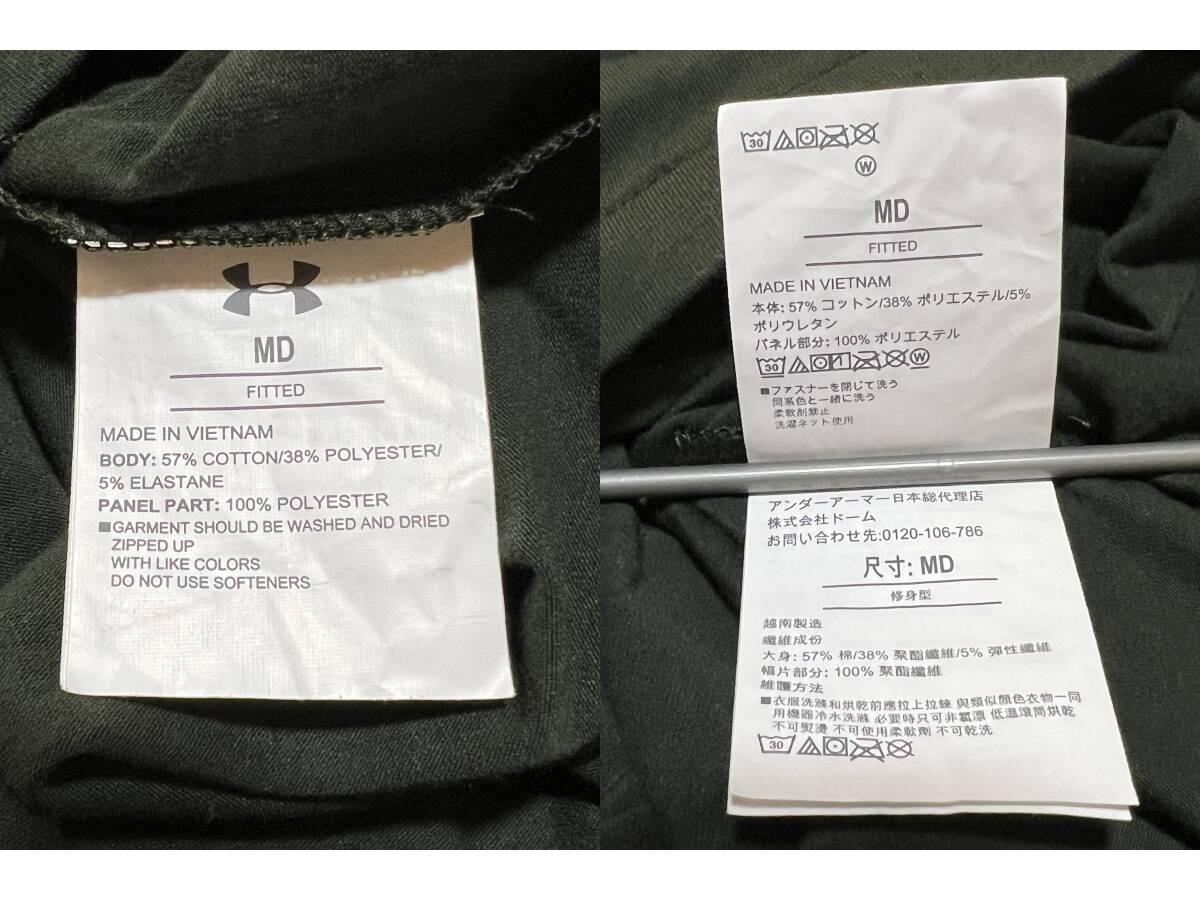 MD
FITTED
MADE IN VIETNAM
BODY: 57% COTTON/38% POLYESTER/
5% ELASTANE
PANEL PART: 100% POLYESTER
■GARMENT SHOULD BE WASHED AND DRIED
ZIPPED UP
WITH LIKE COLORS
DO NOT USE SOFTENERS
30
W
MD
FITTED
MADE IN VIETNAM
本体: 57% コットン/38% ポリエステル/5%
ポリウレタン
パネル部分: 100% ポリエステル
30 W
■ファスナーを閉じて洗う
同系色と一緒に洗う
柔軟剤禁止
洗濯ネット使用
アンダーアーマー日本総代理店
株式会社ドーム
お問い合わせ先:0120-106-786
尺寸: MD
修身型
越南製造
纖維成份
大身: 57% 棉/38% 聚酯纖維/5% 彈性纖維
幅片部分: 100% 聚酯纖維
維護方法
■衣服洗滌和烘乾前應拉上拉鍊 與類似顏色衣物一同
用機器冷水洗滌 必要時只可非氯漂 低溫滾筒烘乾
不可熨燙 不可使用柔軟劑 不可乾洗
30